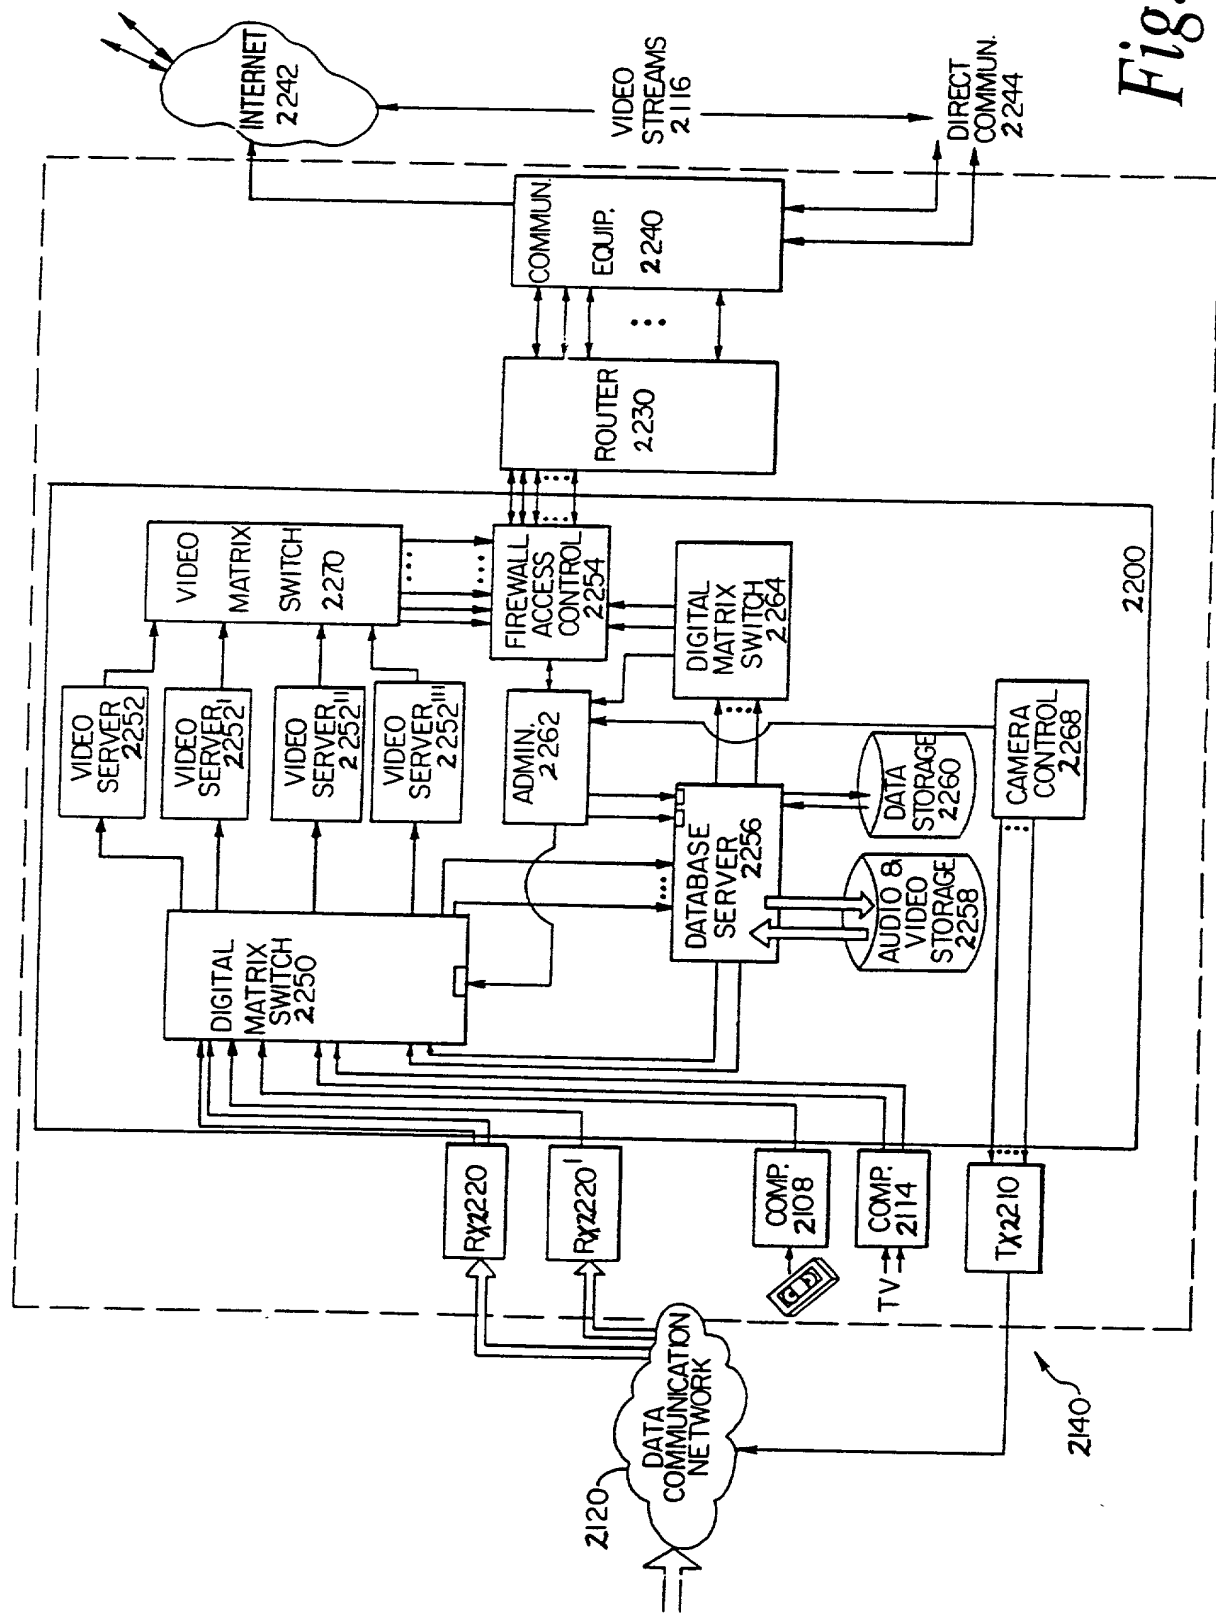 Fig.
INTERNET
2242
VIDEO
STREAMS
2116
DIRECT
COMMUN.
2244
COMMUN.
EQUIP.
2240
ROUTER
2230
VIDEO
MATRIX
SWITCH
2270
FIREWALL
ACCESS
CONTROL
2254
DIGITAL
MATRIX
SWITCH
2264
2200
VIDEO
SERVER
2252
VIDEO
SERVER
2252'
VIDEO
SERVER
2252''
VIDEO
SERVER
2252'''
ADMIN.
2262
DATABASE
SERVER
2256
DATA
STORAGE
2260
AUDIO &
VIDEO
STORAGE
2258
CAMERA
CONTROL
2268
DIGITAL
MATRIX
SWITCH
2250
RX2220
RX2220'
COMP.
2108
COMP.
2114
TV
TX2210
DATA
COMMUNICATION
NETWORK
2120
2140